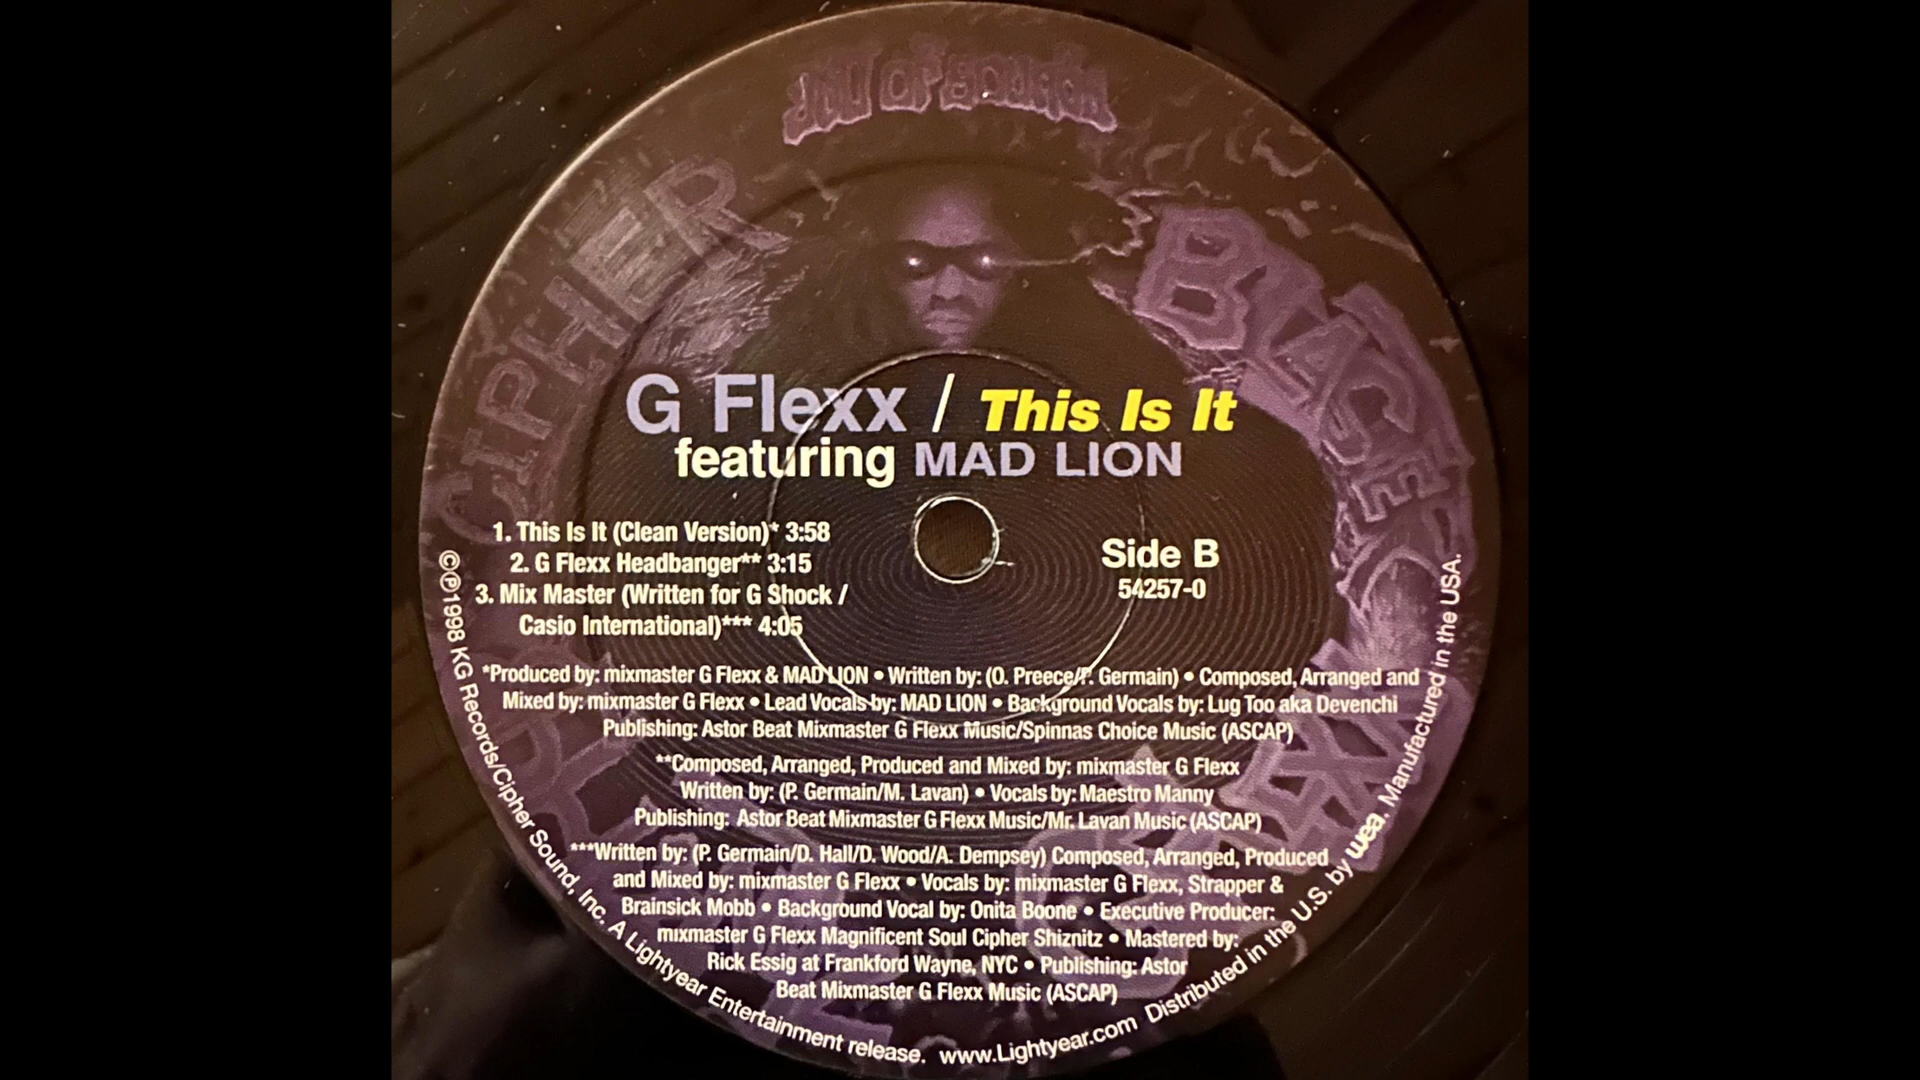 CIPHER
G Flexx / This Is It
featuring MAD LION
1. This Is It (Clean Version)* 3:58
2. G Flexx Headbanger** 3:15
3. Mix Master (Written for G Shock /
Casio International)*** 4:05
Side B
54257-0
*Produced by: mixmaster G Flexx & MAD LION • Written by: (O. Preece/P. Germain) • Composed, Arranged and
Mixed by: mixmaster G Flexx • Lead Vocals by: MAD LION • Background Vocals by: Lug Too aka Devenchi
Publishing: Astor Beat Mixmaster G Flexx Music/Spinnas Choice Music (ASCAP)
**Composed, Arranged, Produced and Mixed by: mixmaster G Flexx
Written by: (P. Germain/M. Lavan) • Vocals by: Maestro Manny
Publishing: Astor Beat Mixmaster G Flexx Music/Mr. Lavan Music (ASCAP)
***Written by: (P. Germain/D. Hall/D. Wood/A. Dempsey) Composed, Arranged, Produced
and Mixed by: mixmaster G Flexx • Vocals by: mixmaster G Flexx, Strapper &
Brainsick Mobb • Background Vocal by: Onita Boone • Executive Producer:
mixmaster G Flexx Magnificent Soul Cipher Shiznitz • Mastered by:
Rick Essig at Frankford Wayne, NYC • Publishing: Astor
Beat Mixmaster G Flexx Music (ASCAP)
©℗1998 KG Records/Cipher Sound, Inc. A Lightyear Entertainment release. www.Lightyear.com Distributed in the U.S. by wea. Manufactured in the USA.